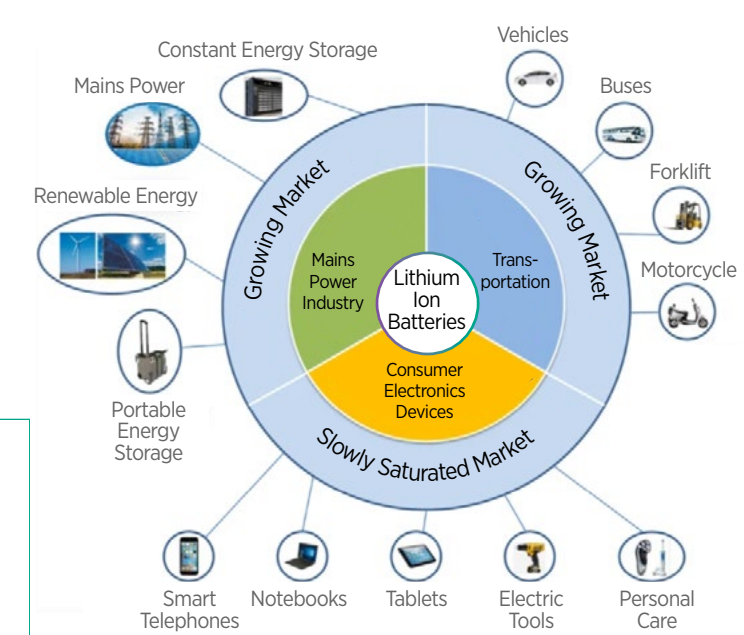 Constant Energy Storage
Vehicles
Mains Power
Buses
Renewable Energy
Forklift
Motorcycle
Growing Market
Growing Market
Mains
Power
Industry
Lithium
Ion
Batteries
Trans-
portation
Consumer
Electronics
Devices
Slowly Saturated Market
Portable
Energy
Storage
Smart
Telephones
Notebooks
Tablets
Electric
Tools
Personal
Care